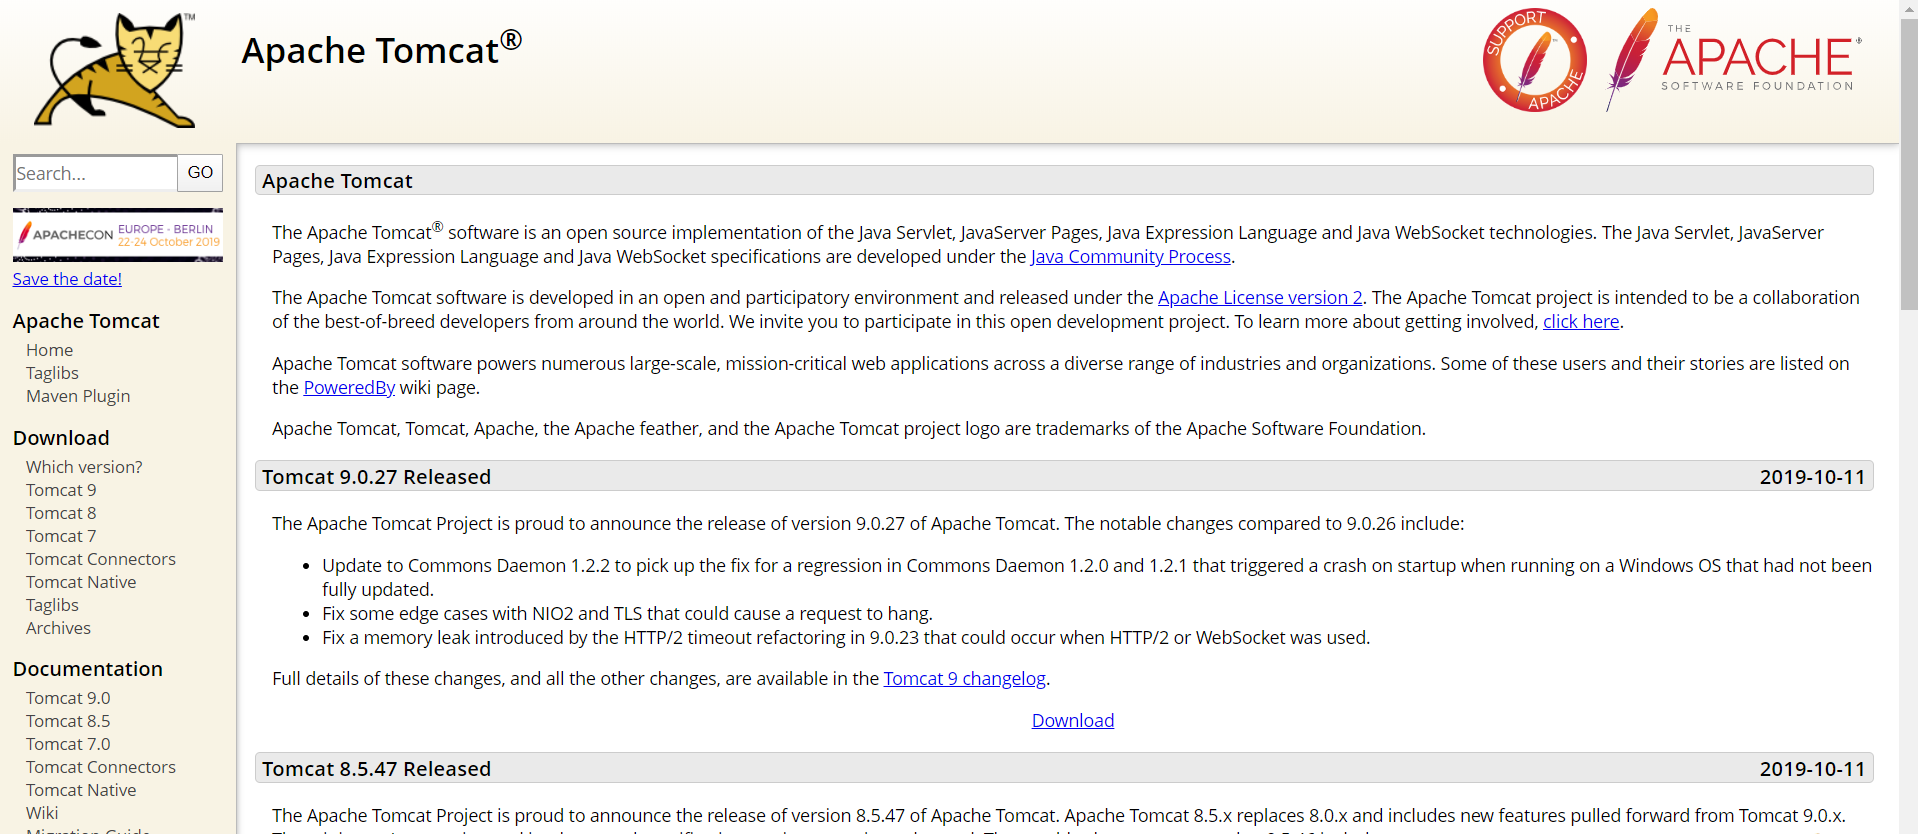 TM
Apache Tomcat®
SUPPORT APACHE
THE
APACHE
SOFTWARE FOUNDATION
Search...
GO
APACHECON EUROPE - BERLIN
22-24 October 2019
Save the date!
Apache Tomcat
Home
Taglibs
Maven Plugin
Download
Which version?
Tomcat 9
Tomcat 8
Tomcat 7
Tomcat Connectors
Tomcat Native
Taglibs
Archives
Documentation
Tomcat 9.0
Tomcat 8.5
Tomcat 7.0
Tomcat Connectors
Tomcat Native
Wiki
Migration Guide
Apache Tomcat
The Apache Tomcat® software is an open source implementation of the Java Servlet, JavaServer Pages, Java Expression Language and Java WebSocket technologies. The Java Servlet, JavaServer
Pages, Java Expression Language and Java WebSocket specifications are developed under the Java Community Process.
The Apache Tomcat software is developed in an open and participatory environment and released under the Apache License version 2. The Apache Tomcat project is intended to be a collaboration
of the best-of-breed developers from around the world. We invite you to participate in this open development project. To learn more about getting involved, click here.
Apache Tomcat software powers numerous large-scale, mission-critical web applications across a diverse range of industries and organizations. Some of these users and their stories are listed on
the PoweredBy wiki page.
Apache Tomcat, Tomcat, Apache, the Apache feather, and the Apache Tomcat project logo are trademarks of the Apache Software Foundation.
Tomcat 9.0.27 Released 2019-10-11
The Apache Tomcat Project is proud to announce the release of version 9.0.27 of Apache Tomcat. The notable changes compared to 9.0.26 include:
• Update to Commons Daemon 1.2.2 to pick up the fix for a regression in Commons Daemon 1.2.0 and 1.2.1 that triggered a crash on startup when running on a Windows OS that had not been
fully updated.
• Fix some edge cases with NIO2 and TLS that could cause a request to hang.
• Fix a memory leak introduced by the HTTP/2 timeout refactoring in 9.0.23 that could occur when HTTP/2 or WebSocket was used.
Full details of these changes, and all the other changes, are available in the Tomcat 9 changelog.
Download
Tomcat 8.5.47 Released 2019-10-11
The Apache Tomcat Project is proud to announce the release of version 8.5.47 of Apache Tomcat. Apache Tomcat 8.5.x replaces 8.0.x and includes new features pulled forward from Tomcat 9.0.x.